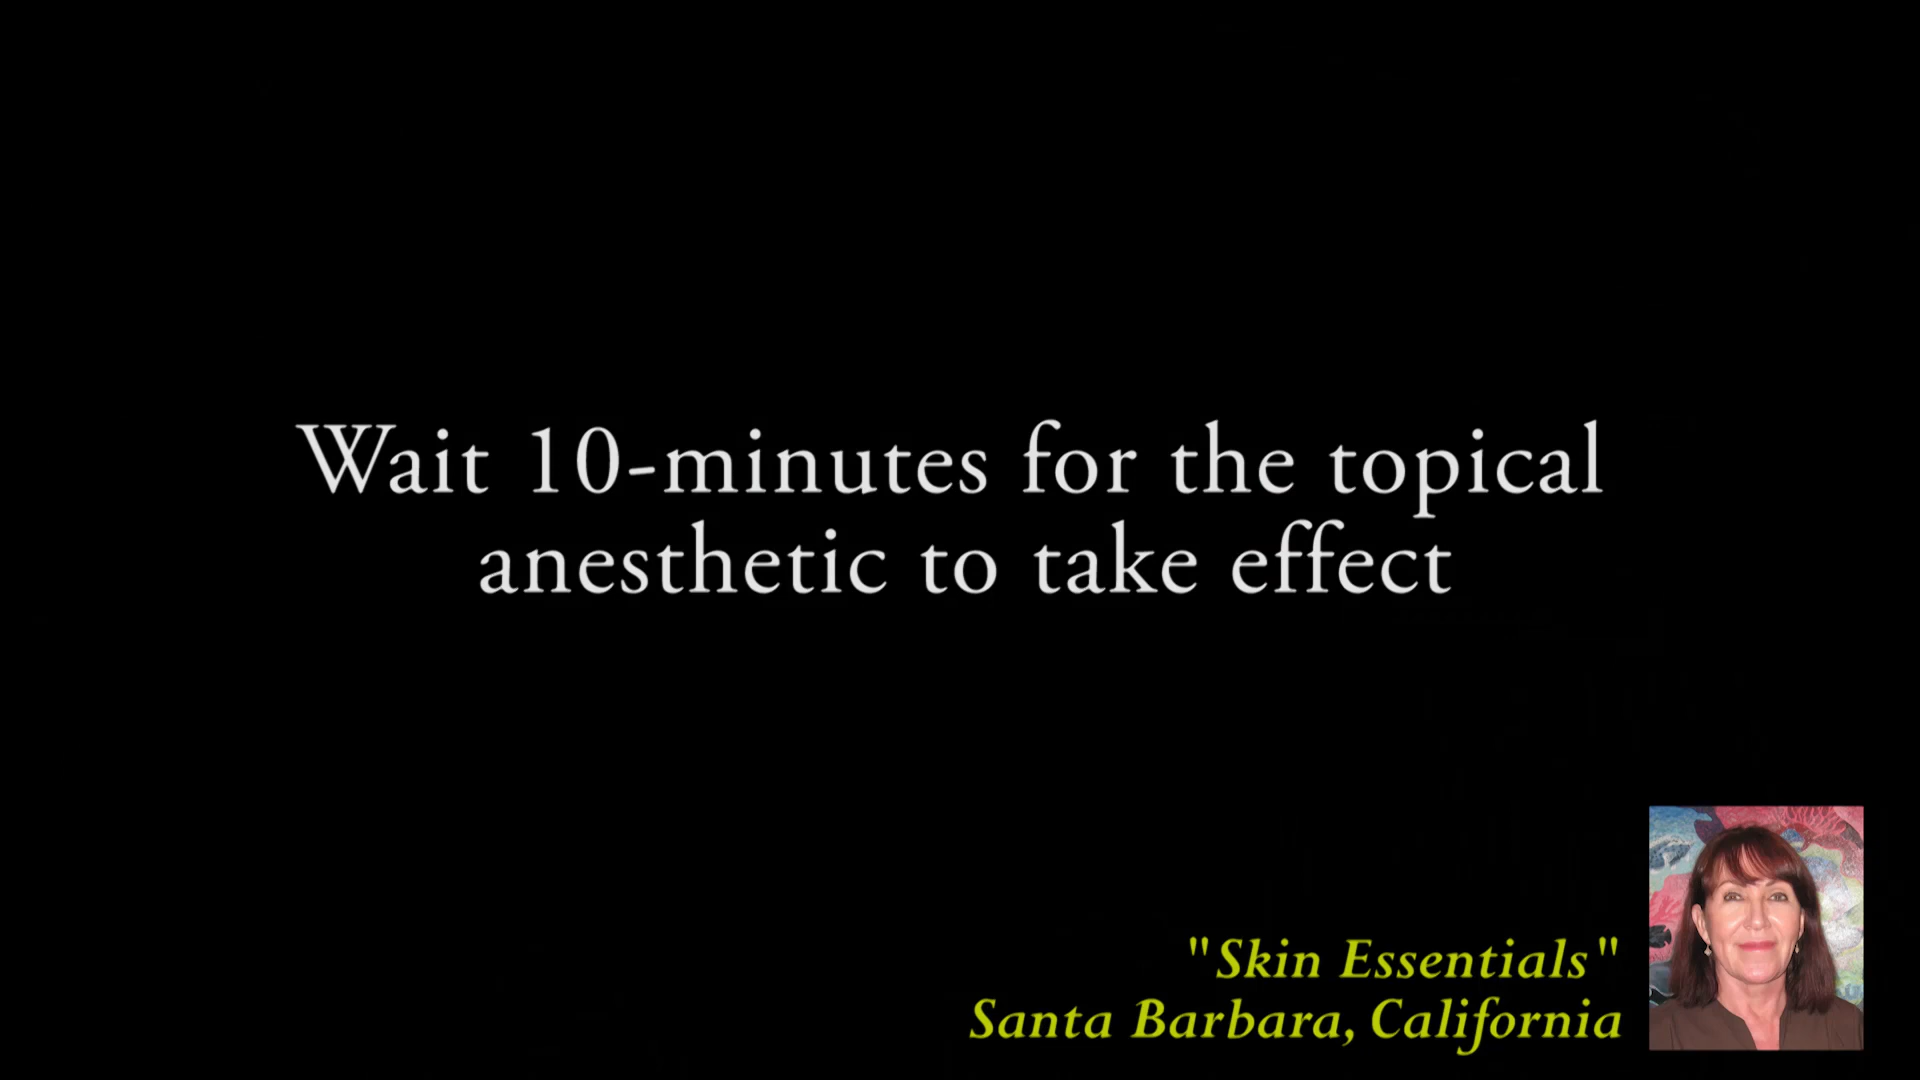 Wait 10-minutes for the topical
anesthetic to take effect
"Skin Essentials"
Santa Barbara, California